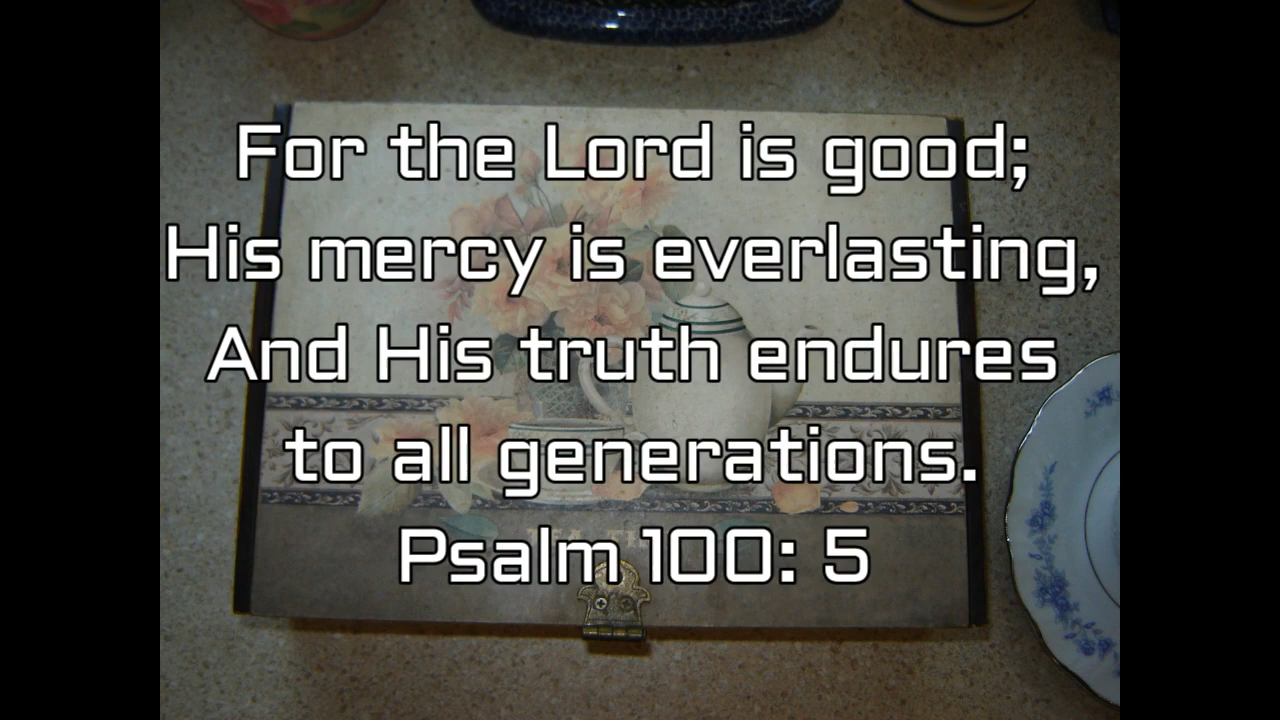 For the Lord is good;
His mercy is everlasting,
And His truth endures
to all generations.
Psalm 100: 5